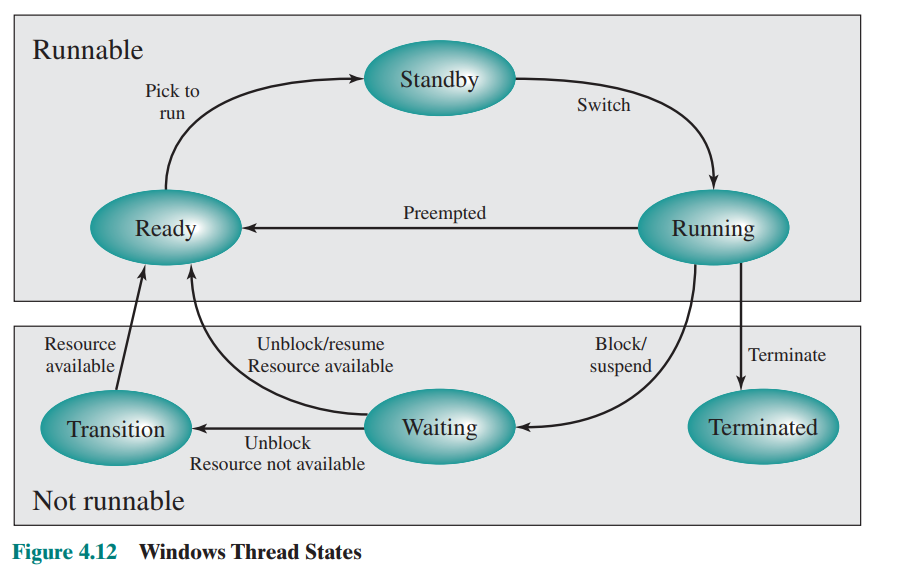 Runnable
Standby
Pick to
run
Switch
Preempted
Ready
Running
Resource
available
Unblock/resume
Resource available
Block/
suspend
Terminate
Transition
Waiting
Terminated
Unblock
Resource not available
Not runnable
Figure 4.12 Windows Thread States